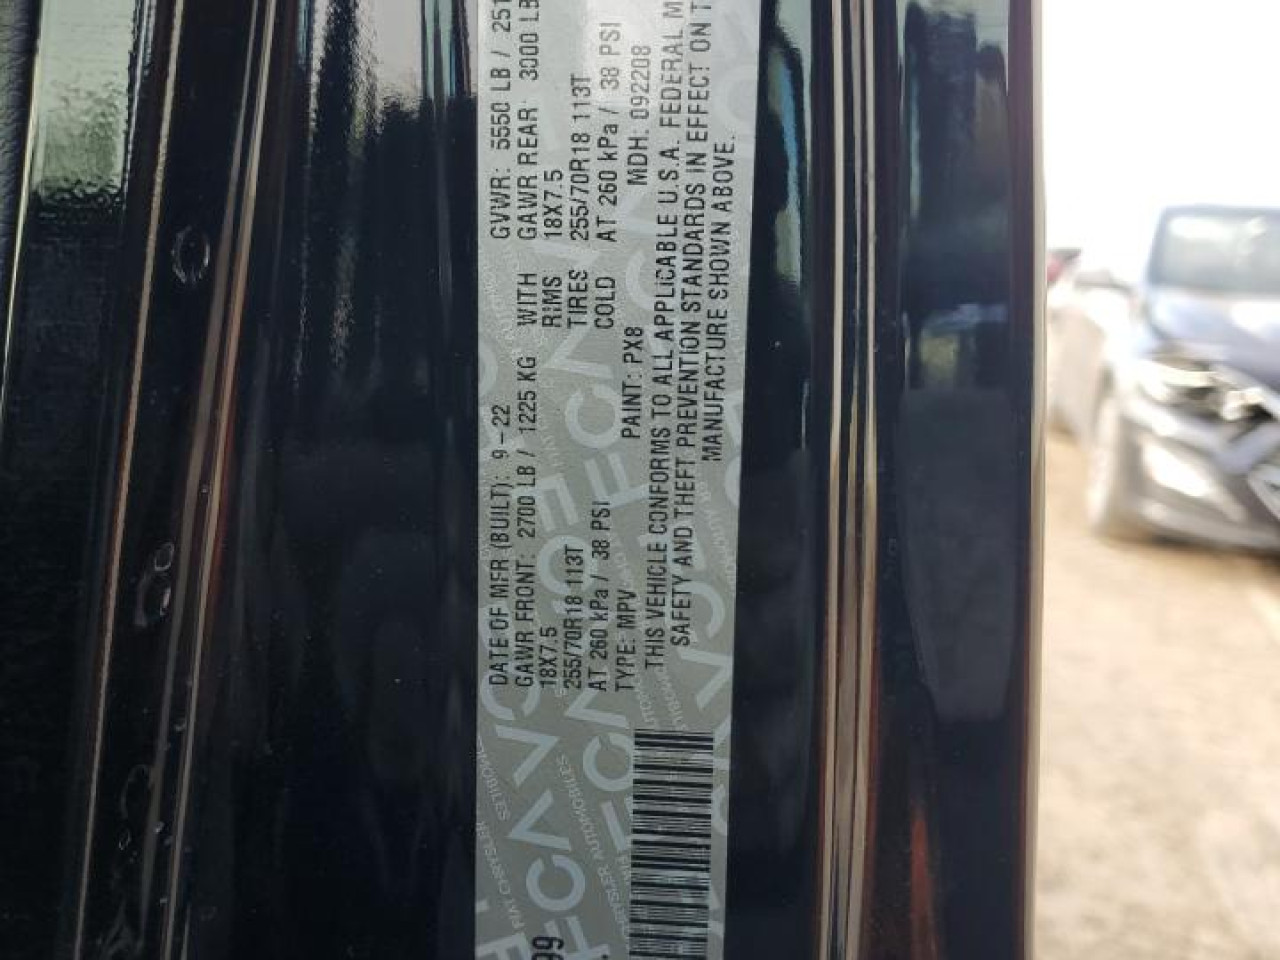 DATE OF MFR (BUILT): 9-22 GVWR: 5550 LB / 251
GAWR FRONT: 2700 LB / 1225 KG WITH GAWR REAR: 3000 LB
18X7.5 RIMS 18X7.5
255/70R18 113T TIRES 255/70R18 113T
AT 260 kPa / 38 PSI COLD AT 260 kPa / 38 PSI
TYPE: MPV PAINT: PX8 MDH: 092208
THIS VEHICLE CONFORMS TO ALL APPLICABLE U.S.A. FEDERAL M
SAFETY AND THEFT PREVENTION STANDARDS IN EFFECT ON T
MANUFACTURE SHOWN ABOVE.
99
FCA
FCA